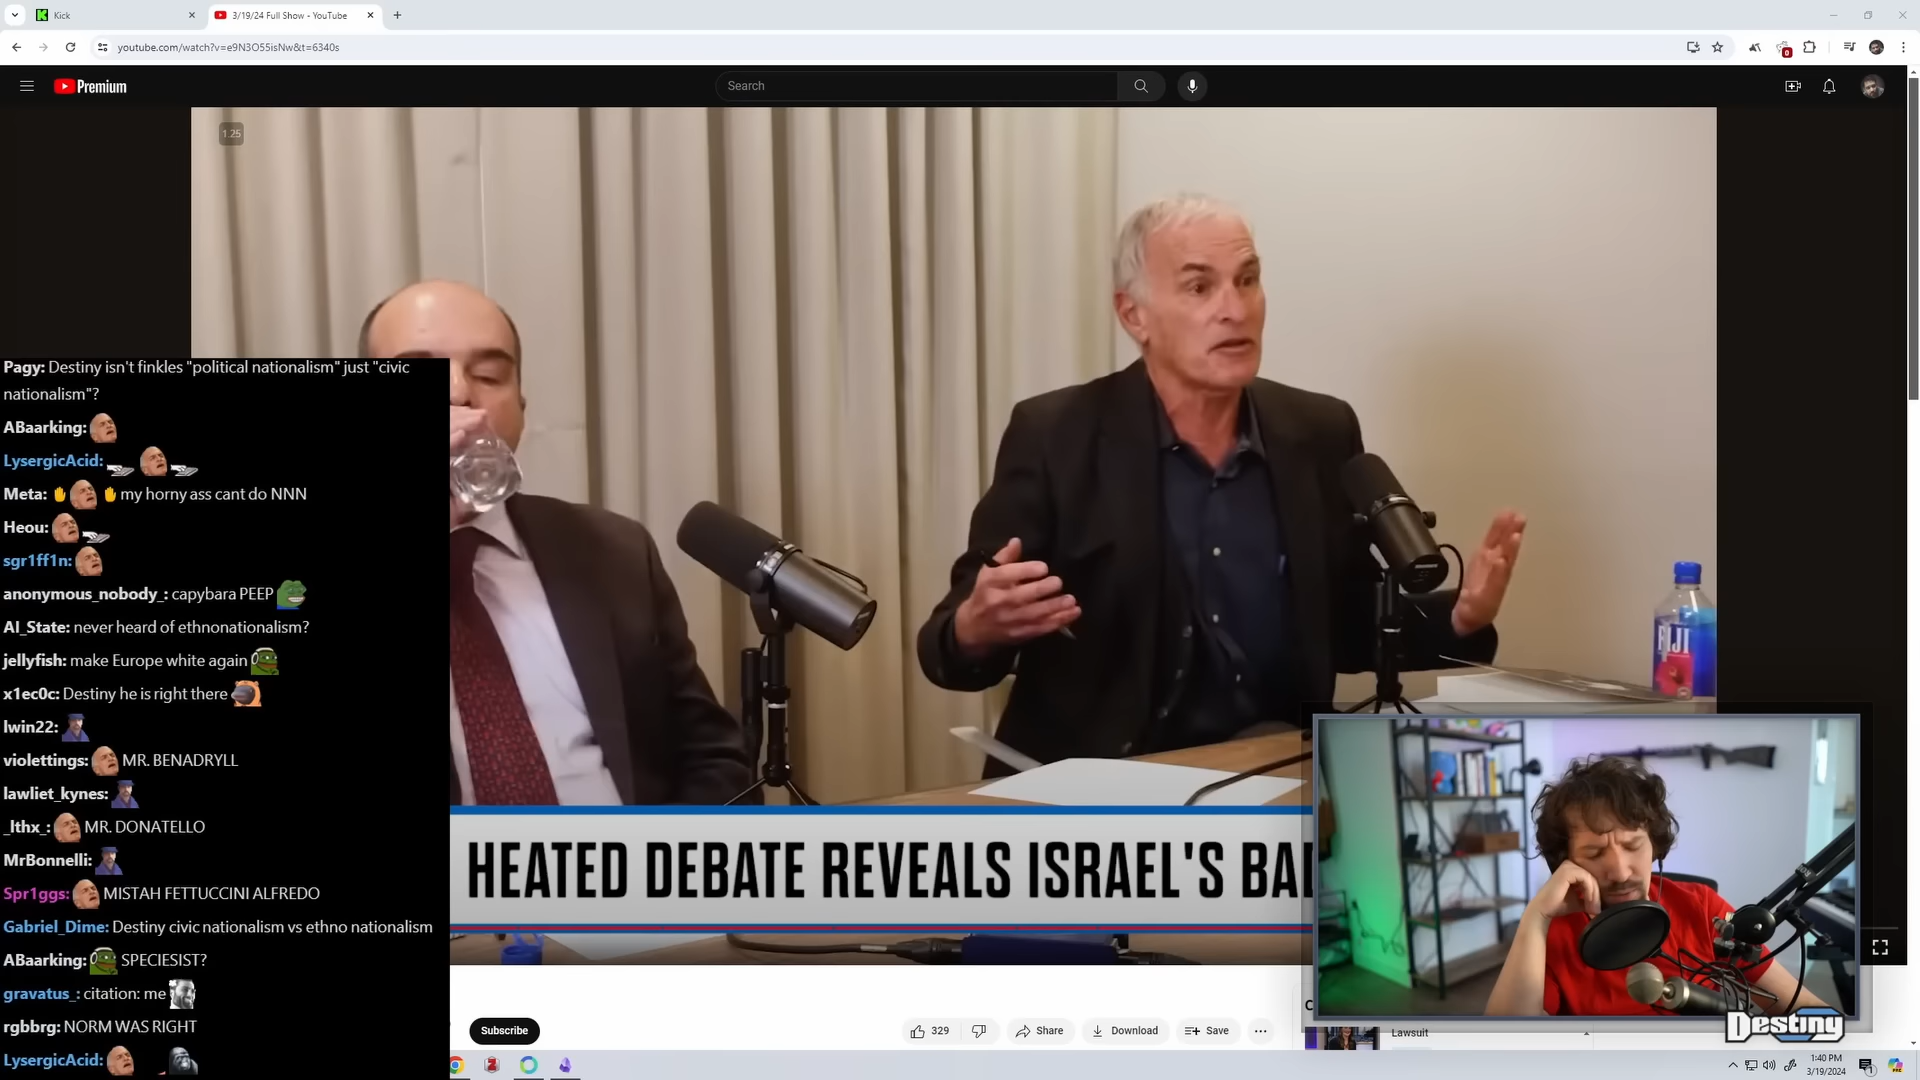 Kick
3/19/24 Full Show - YouTube
youtube.com/watch?v=e9N3O55isNw&t=6340s
0
Premium
Search
1.25
Pagy: Destiny isn't finkles "political nationalism" just "civic
nationalism"?
ABaarking:
LysergicAcid:
Meta: my horny ass cant do NNN
Heou:
sgr1ff1n:
anonymous_nobody_: capybara PEEP
AI_State: never heard of ethnonationalism?
jellyfish: make Europe white again
x1ec0c: Destiny he is right there
lwin22:
violettings: MR. BENADRYLL
lawliet_kynes:
_lthx_: MR. DONATELLO
MrBonnelli:
Spr1ggs: MISTAH FETTUCCINI ALFREDO
Gabriel_Dime: Destiny civic nationalism vs ethno nationalism
ABaarking: SPECIESIST?
gravatus_: citation: me
rgbbrg: NORM WAS RIGHT
LysergicAcid:
FIJI
HEATED DEBATE REVEALS ISRAEL'S BA
Destiny
Subscribe
329
Share
Download
Save
C
Lawsuit
1:40 PM
3/19/2024